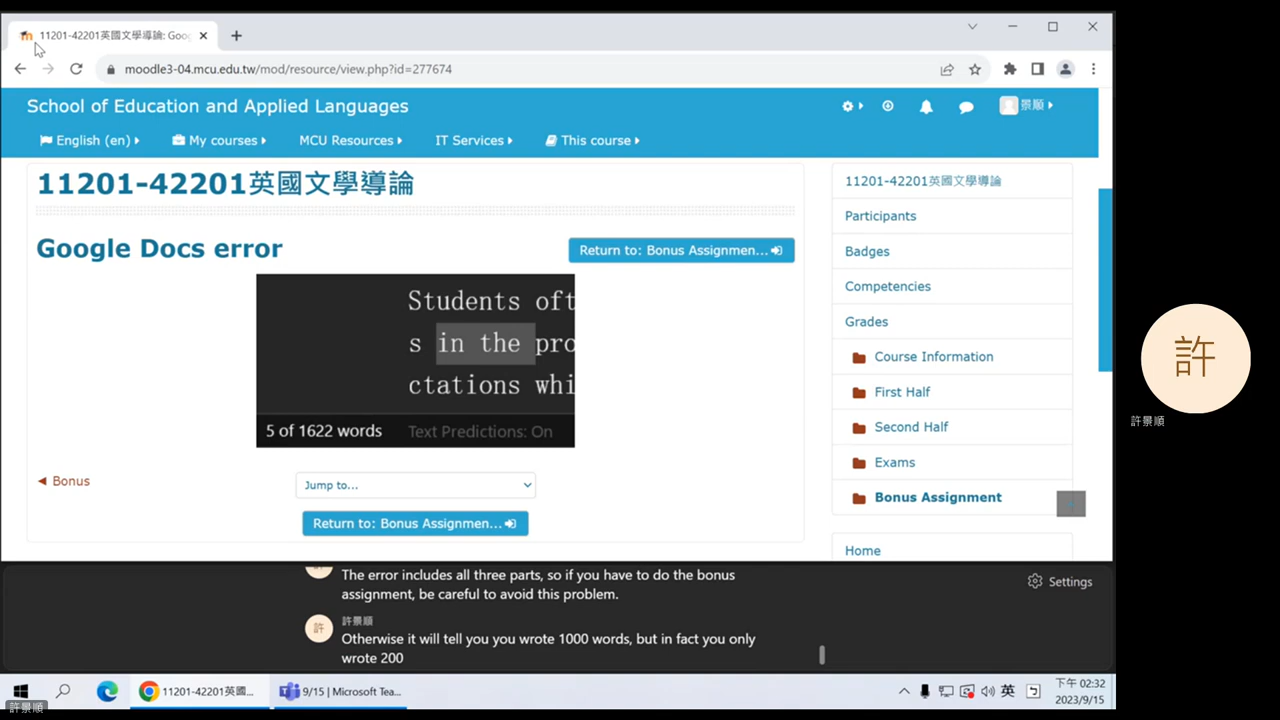 11201-42201英國文學導論: Goo
moodle3-04.mcu.edu.tw/mod/resource/view.php?id=277674
School of Education and Applied Languages
景順
English (en)
My courses
MCU Resources
IT Services
This course
11201-42201英國文學導論
Google Docs error
Return to: Bonus Assignmen...
Students oft
s in the pro
ctations whi
5 of 1622 words
Text Predictions: On
◄ Bonus
Jump to...
Return to: Bonus Assignmen...
11201-42201英國文學導論
Participants
Badges
Competencies
Grades
Course Information
First Half
Second Half
Exams
Bonus Assignment
Home
許
許景順
The error includes all three parts, so if you have to do the bonus
assignment, be careful to avoid this problem.
許景順
許
Otherwise it will tell you you wrote 1000 words, but in fact you only
wrote 200
Settings
11201-42201英國...
9/15 | Microsoft Tea...
英
ㄅ
下午 02:32
2023/9/15
許景順